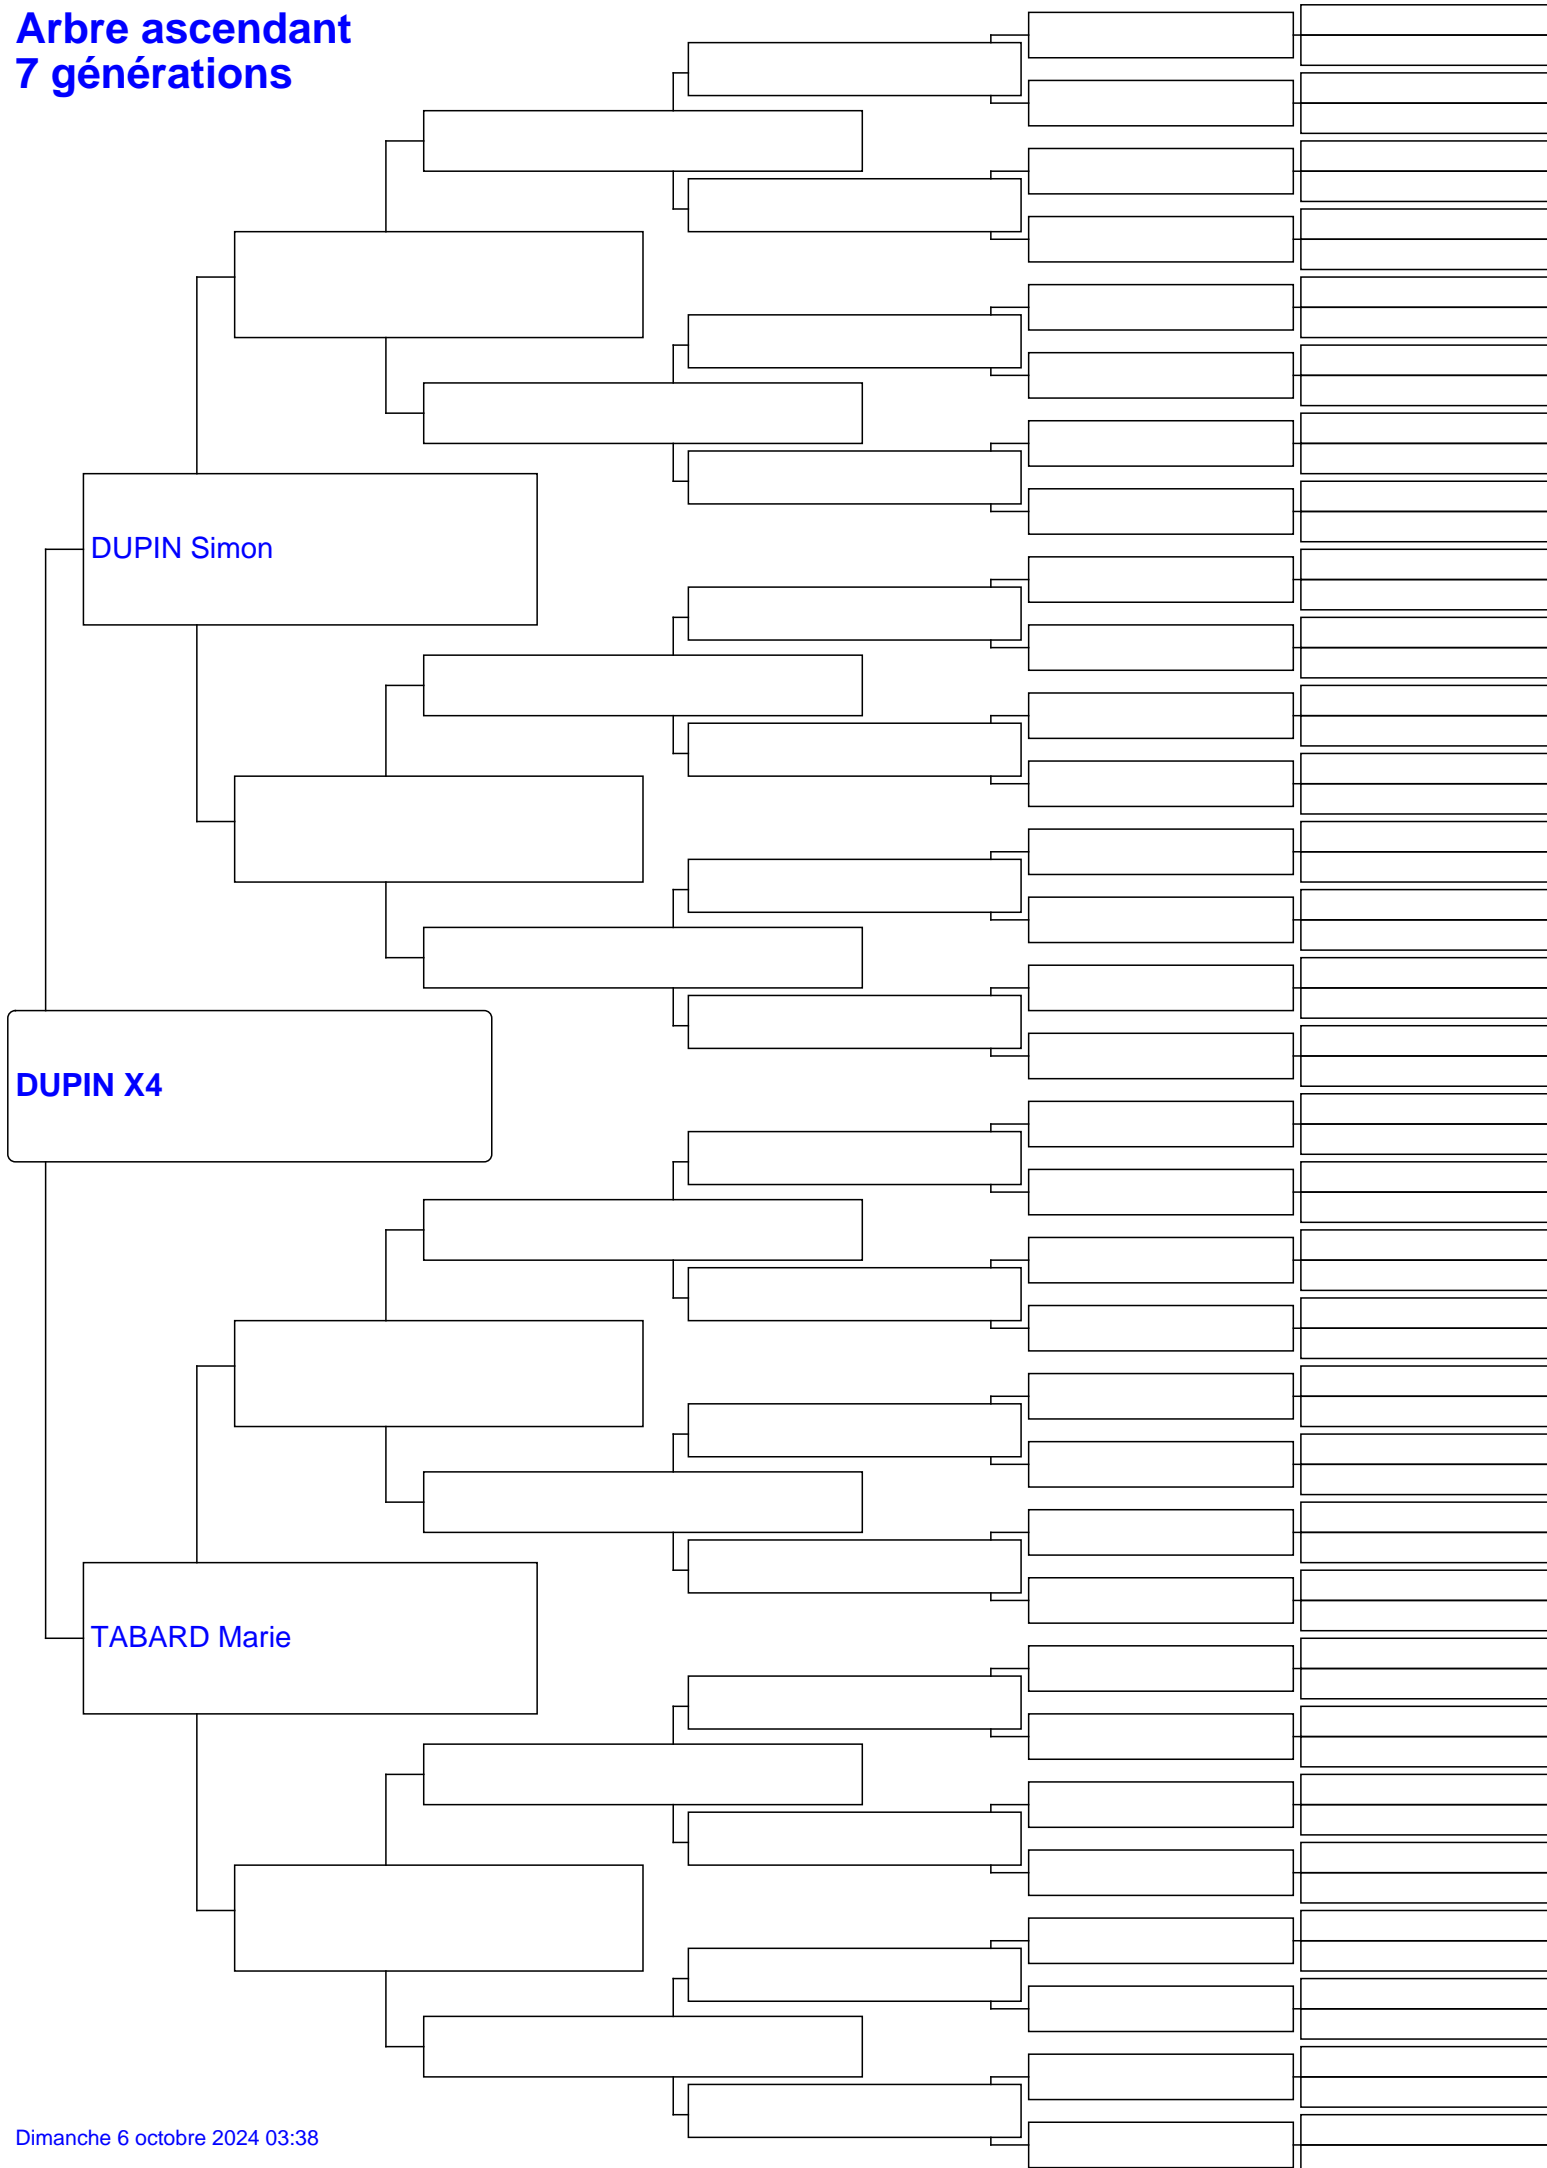 Arbre ascendant
7 générations
DUPIN Simon
DUPIN X4
TABARD Marie
Dimanche 6 octobre 2024 03:38